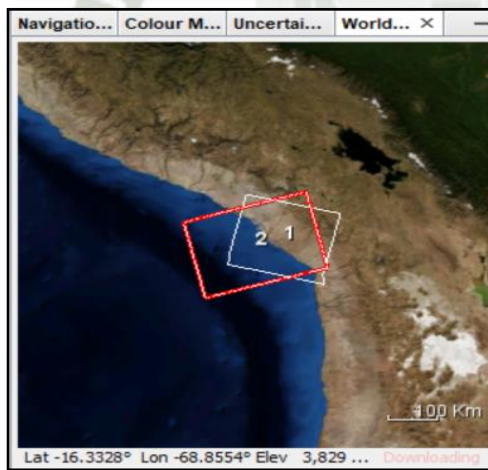 Navigatio... Colour M... Uncertai... World... ×
2 1
100 Km
Lat -16.3328° Lon -68.8554° Elev 3,829 ... Downloading